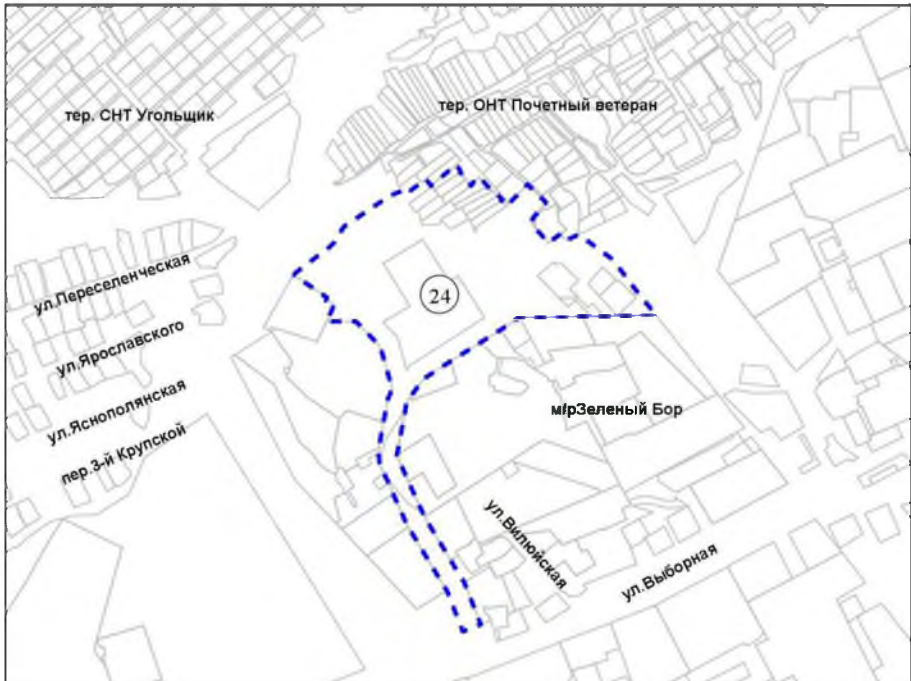 тер. СНТ Угольщик
тер. ОНТ Почетный ветеран
ул.Переселенческая
24
ул.Ярославского
ул.Яснополянская
м/рЗеленый Бор
пер.3-й Крупской
ул.Вилюйская
ул.Выборная